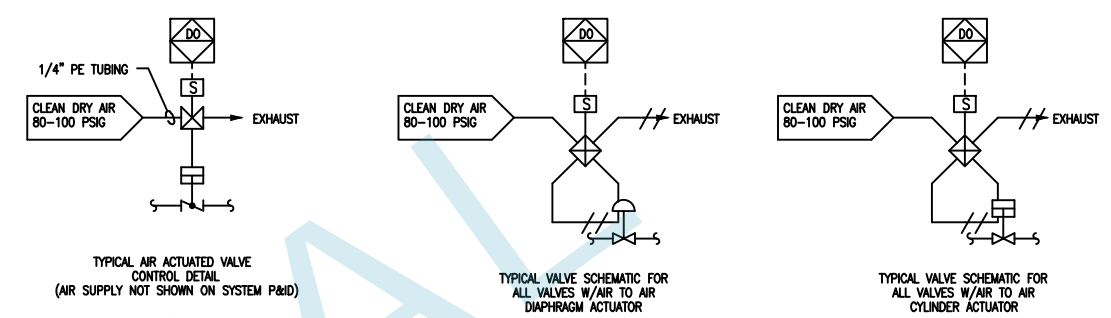 DO
1/4" PE TUBING
S
CLEAN DRY AIR
80-100 PSIG
EXHAUST
TYPICAL AIR ACTUATED VALVE
CONTROL DETAIL
(AIR SUPPLY NOT SHOWN ON SYSTEM P&ID)
DO
S
CLEAN DRY AIR
80-100 PSIG
EXHAUST
TYPICAL VALVE SCHEMATIC FOR
ALL VALVES W/AIR TO AIR
DIAPHRAGM ACTUATOR
DO
S
CLEAN DRY AIR
80-100 PSIG
EXHAUST
TYPICAL VALVE SCHEMATIC FOR
ALL VALVES W/AIR TO AIR
CYLINDER ACTUATOR
AL